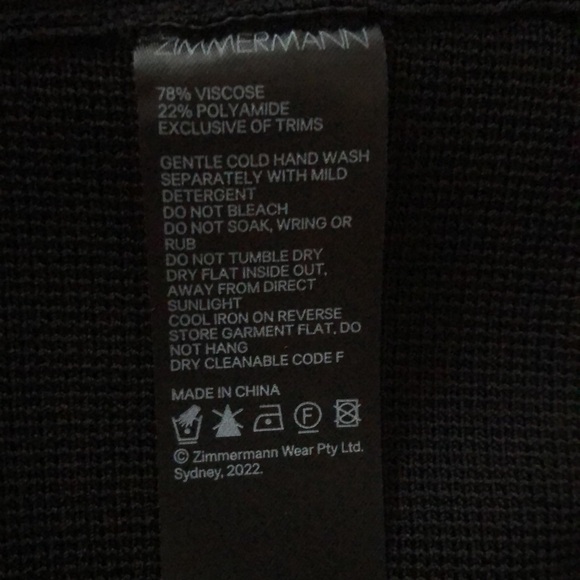 ZIMMERMANN
78% VISCOSE
22% POLYAMIDE
EXCLUSIVE OF TRIMS
GENTLE COLD HAND WASH
SEPARATELY WITH MILD
DETERGENT
DO NOT BLEACH
DO NOT SOAK, WRING OR
RUB
DO NOT TUMBLE DRY
DRY FLAT INSIDE OUT,
AWAY FROM DIRECT
SUNLIGHT
COOL IRON ON REVERSE
STORE GARMENT FLAT, DO
NOT HANG
DRY CLEANABLE CODE F
MADE IN CHINA
F
© Zimmermann Wear Pty Ltd.
Sydney, 2022.